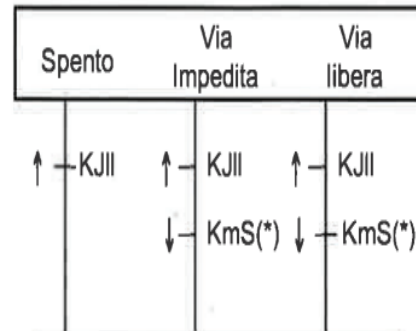 Spento Via Impedita Via libera
↑ KJII ↑ KJII ↑ KJII
↓ KmS(*) ↓ KmS(*)